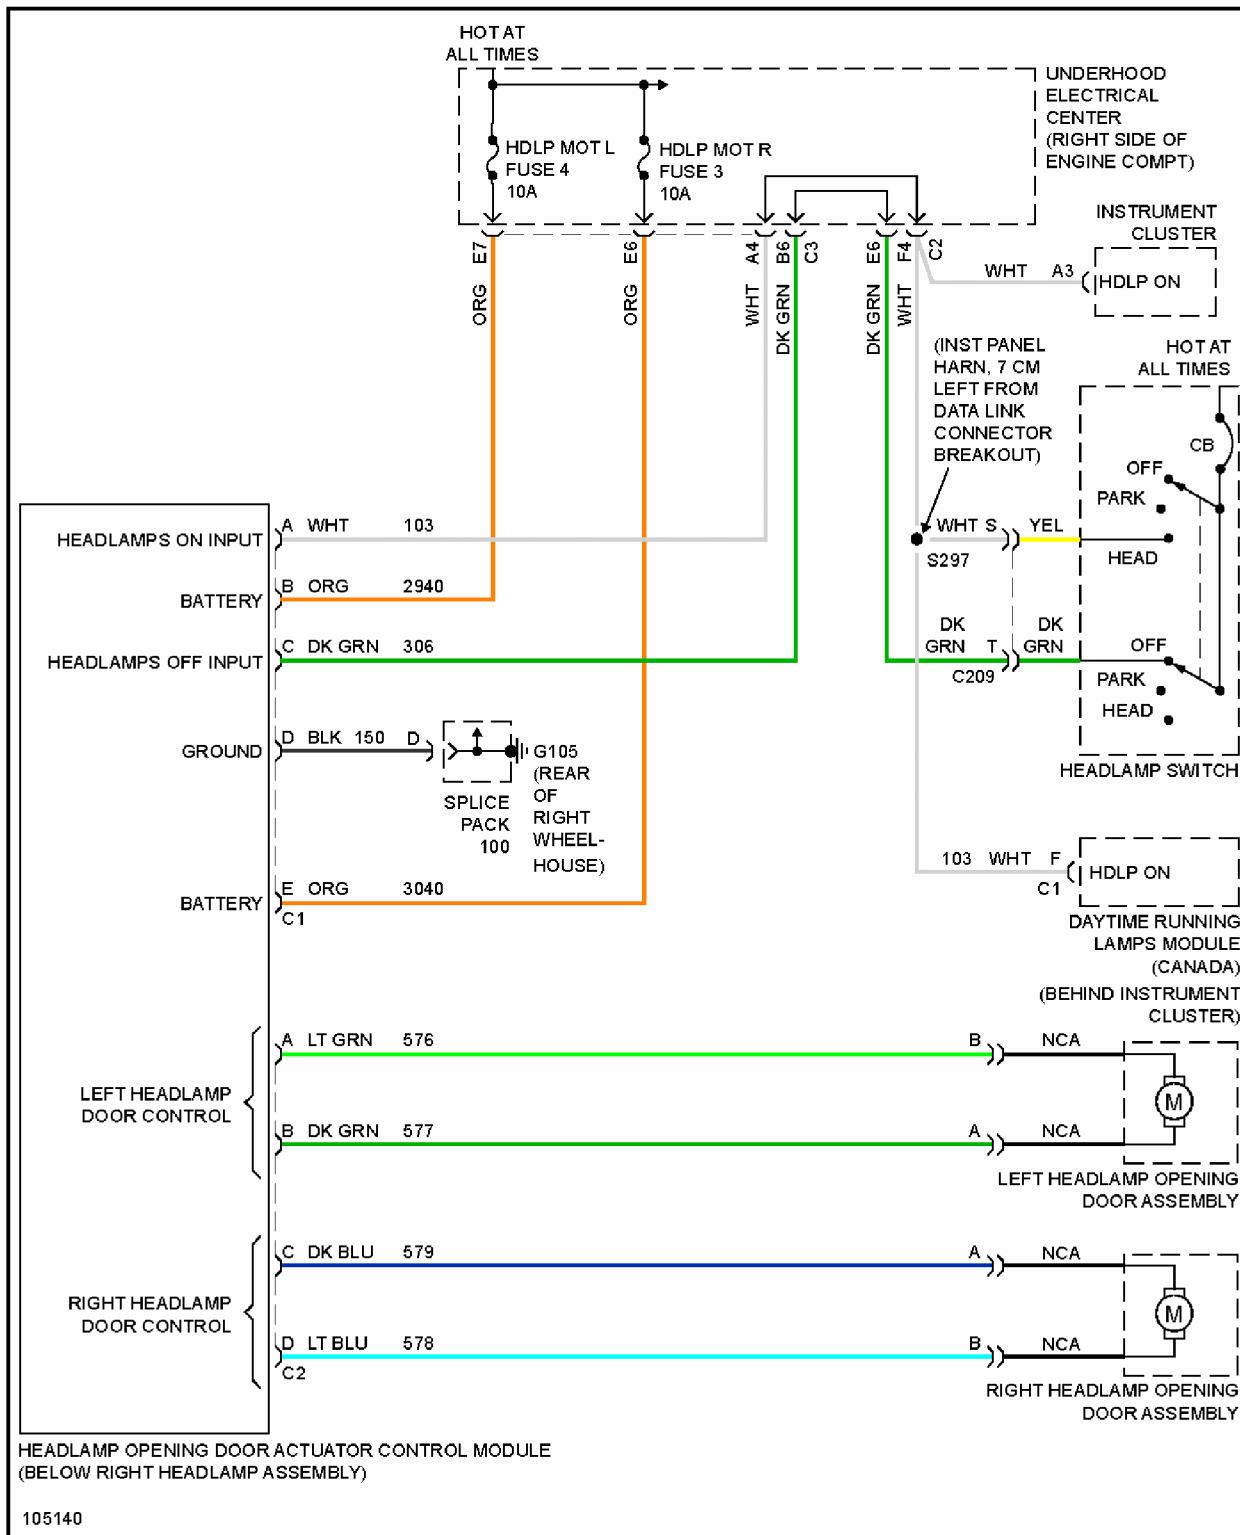 HOT AT
ALL TIMES
UNDERHOOD
ELECTRICAL
CENTER
(RIGHT SIDE OF
ENGINE COMPT)
HDLP MOT L
FUSE 4
10A
HDLP MOT R
FUSE 3
10A
E7
E6
A4
B6
C3
E6
F4
C2
ORG
ORG
WHT
DK GRN
DK GRN
WHT
INSTRUMENT
CLUSTER
WHT A3
HDLP ON
(INST PANEL
HARN, 7 CM
LEFT FROM
DATA LINK
CONNECTOR
BREAKOUT)
HOT AT
ALL TIMES
CB
OFF
PARK
HEAD
WHT S YEL
S297
DK
GRN T
DK
GRN
C209
OFF
PARK
HEAD
HEADLAMP SWITCH
HEADLAMPS ON INPUT
A WHT 103
BATTERY
B ORG 2940
HEADLAMPS OFF INPUT
C DK GRN 306
GROUND
D BLK 150 D
SPLICE
PACK
100
G105
(REAR
OF
RIGHT
WHEEL-
HOUSE)
BATTERY
E ORG 3040
C1
103 WHT F
C1
HDLP ON
DAYTIME RUNNING
LAMPS MODULE
(CANADA)
(BEHIND INSTRUMENT
CLUSTER)
LEFT HEADLAMP
DOOR CONTROL
A LT GRN 576 B NCA
B DK GRN 577 A NCA
M
LEFT HEADLAMP OPENING
DOOR ASSEMBLY
RIGHT HEADLAMP
DOOR CONTROL
C DK BLU 579 A NCA
D LT BLU 578 B NCA
C2
M
RIGHT HEADLAMP OPENING
DOOR ASSEMBLY
HEADLAMP OPENING DOOR ACTUATOR CONTROL MODULE
(BELOW RIGHT HEADLAMP ASSEMBLY)
105140